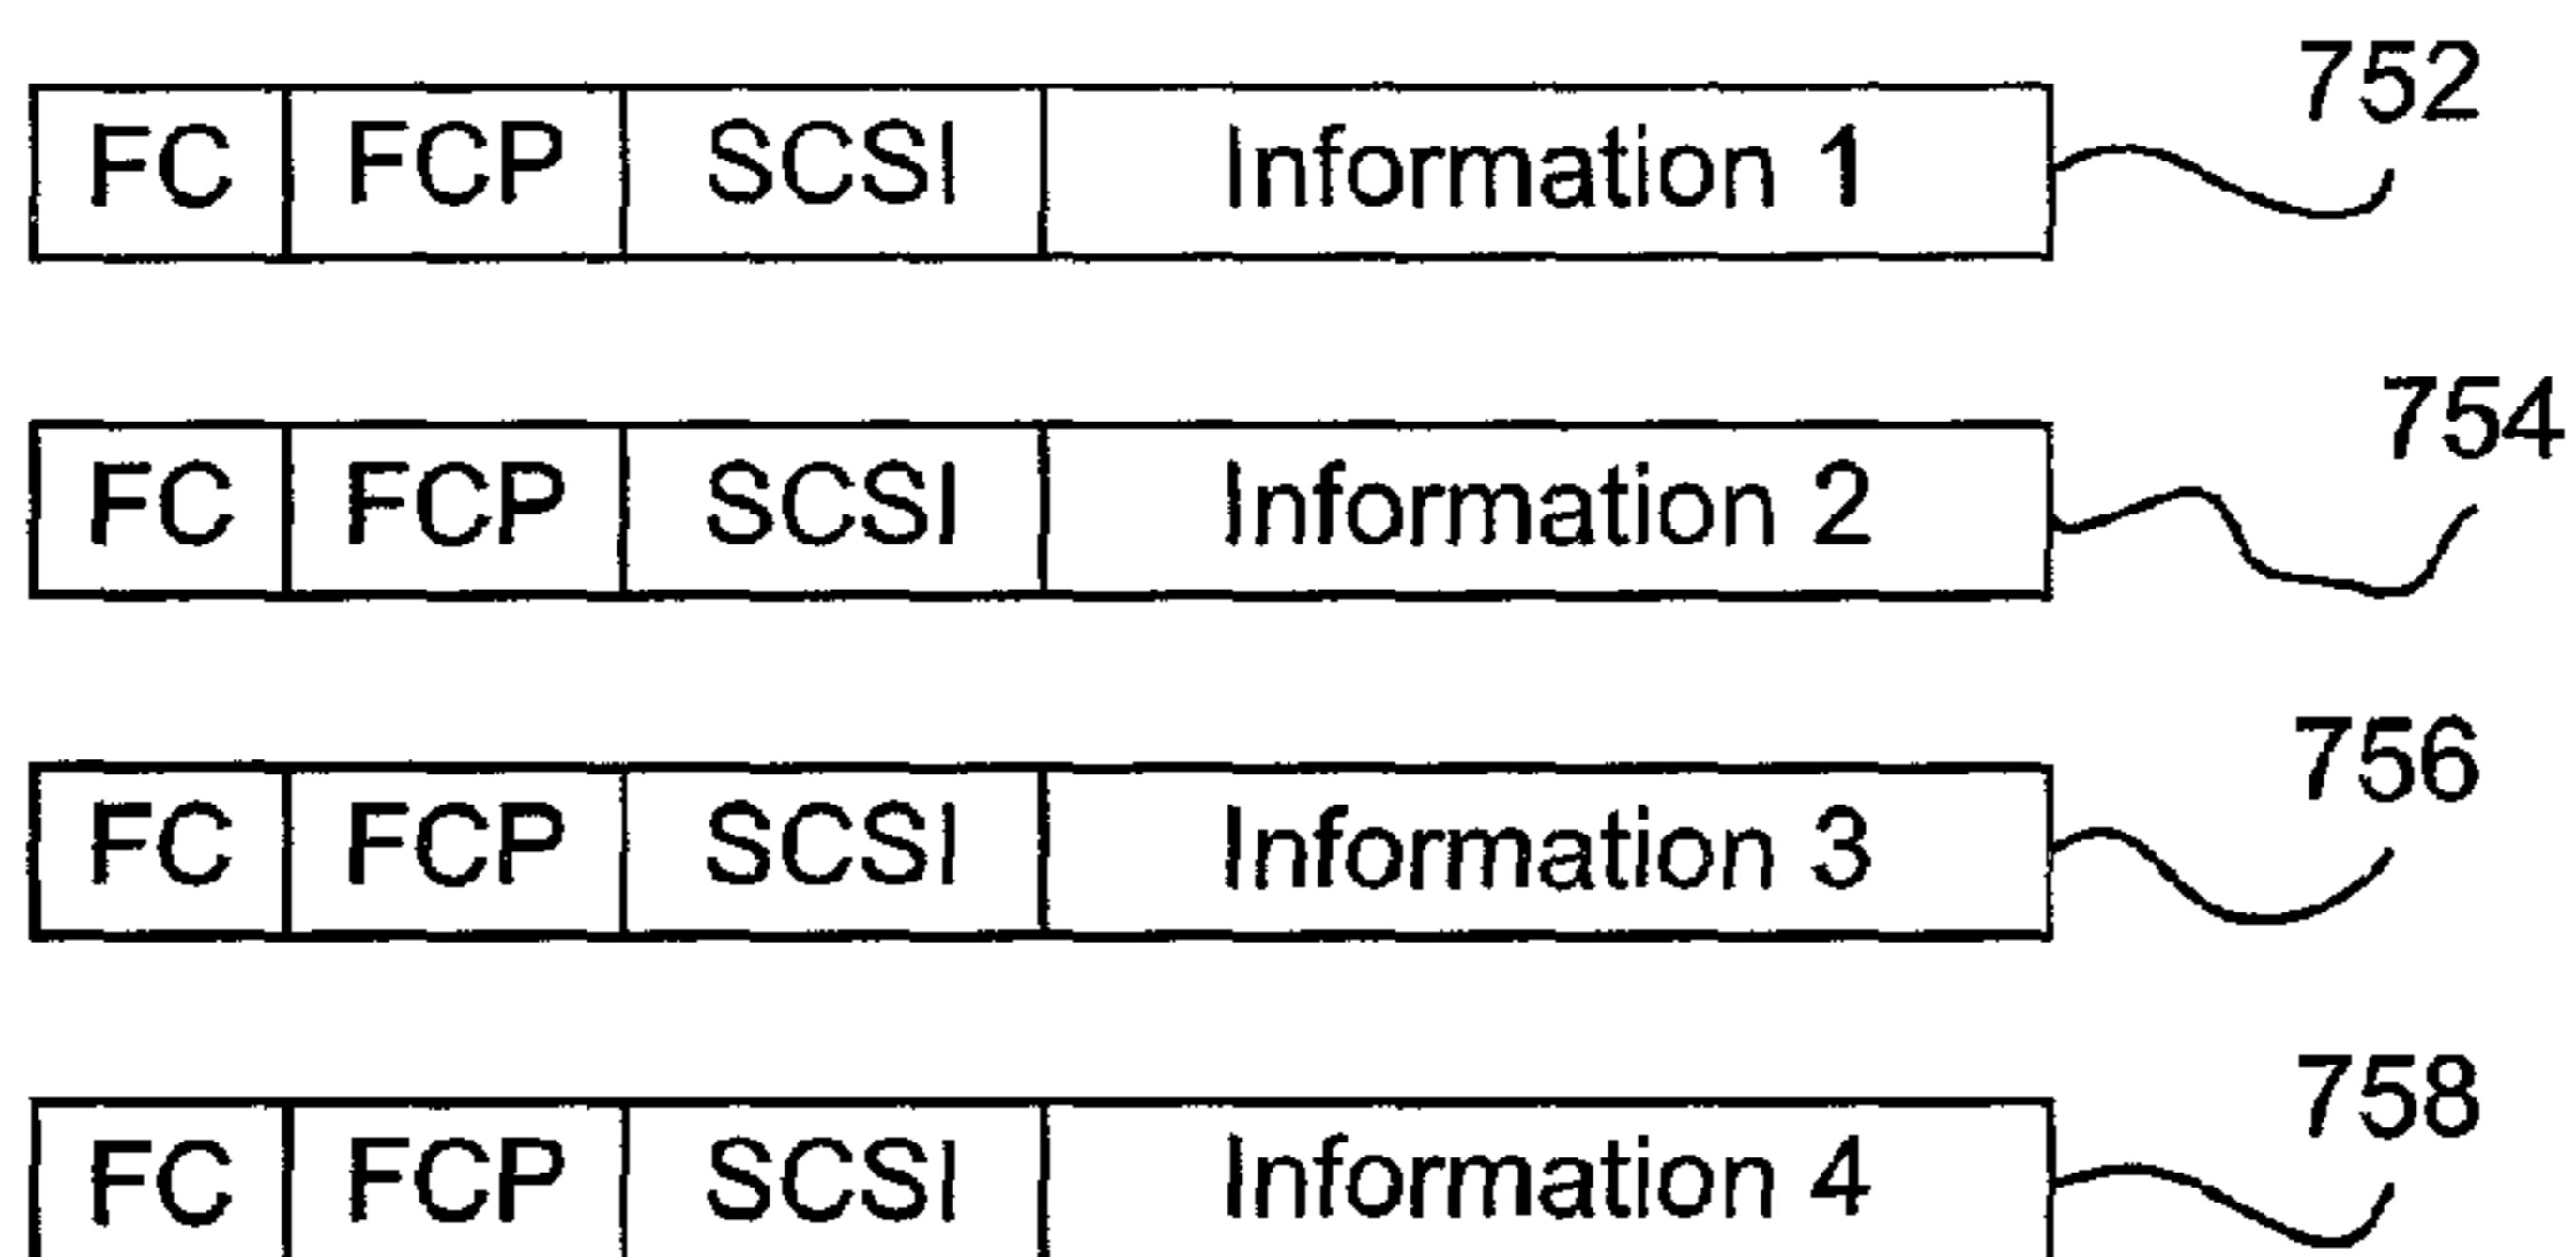 752
FC FCP SCSI Information 1
754
FC FCP SCSI Information 2
756
FC FCP SCSI Information 3
758
FC FCP SCSI Information 4